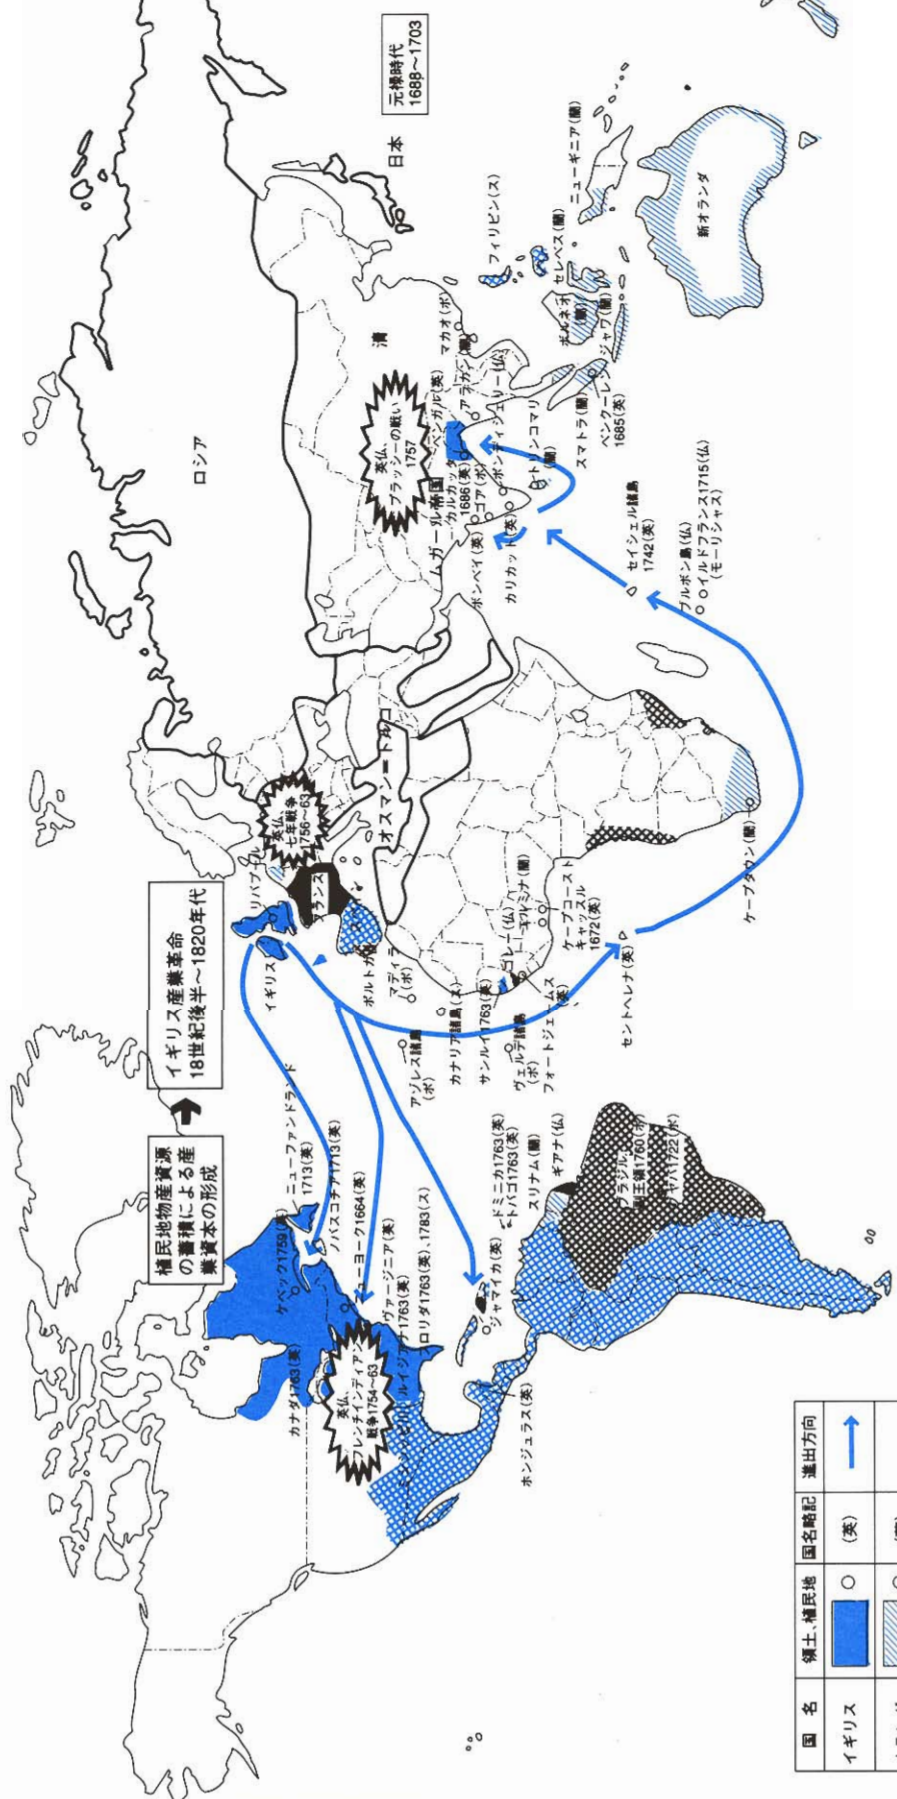 植民地物産資源
の蓄積による産
業資本の形成
イギリス産業革命
18世紀後半～1820年代
元禄時代
1688～1703
ロシア
日本
清
英仏、
プラッシーの戦い
1757
英仏、
七年戦争
1756～63
英仏、
フレンチインディアン
戦争1754～63
リバプール
イギリス
フランス
オスマン＝トルコ
マディラ
(ポ)
アゾレス諸島
(ポ)
カナリア諸島(ス)
サンルイ1763(英)
ヴェルデ諸島
(ポ)
フォートジェームス
(英)
ゴレー(仏)
エルミナ(蘭)
ケープコースト
キャッスル
1672(英)
セントヘレナ(英)
ケープタウン(蘭)
ニューファンドランド
1713(英)
ノバスコチア1713(英)
ケベック1759(英)
カナダ1763(英)
ニューヨーク1664(英)
ヴァージニア(英)
ルイジアナ1763(英)
フロリダ1763(英)、1783(ス)
ジャマイカ(英)
ホンジュラス(英)
ドミニカ1763(英)
トバゴ1763(英)
スリナム(蘭)
ギアナ(仏)
ブラジル
副王領1760(ポ)
ヤバ1722(ポ)
ムガール帝国
ベンガル(英)
カルカッタ
1686(英)
ゴア(ポ)
ボンベイ(英)
カリカット(英)
ポンディシェリー(仏)
トリンコマリ
(蘭)
マカオ(ポ)
フィリピン(ス)
セレベス(蘭)
ボルネオ
(蘭)
ニューギニア(蘭)
ジャワ(蘭)
スマトラ(蘭)
ベンクーレン
1685(英)
新オランダ
セイシェル諸島
1742(英)
ブルボン島(仏)
イルドフランス1715(仏)
(モーリシャス)
国　名　領土、植民地　国名略記　進出方向
イギリス　(英)